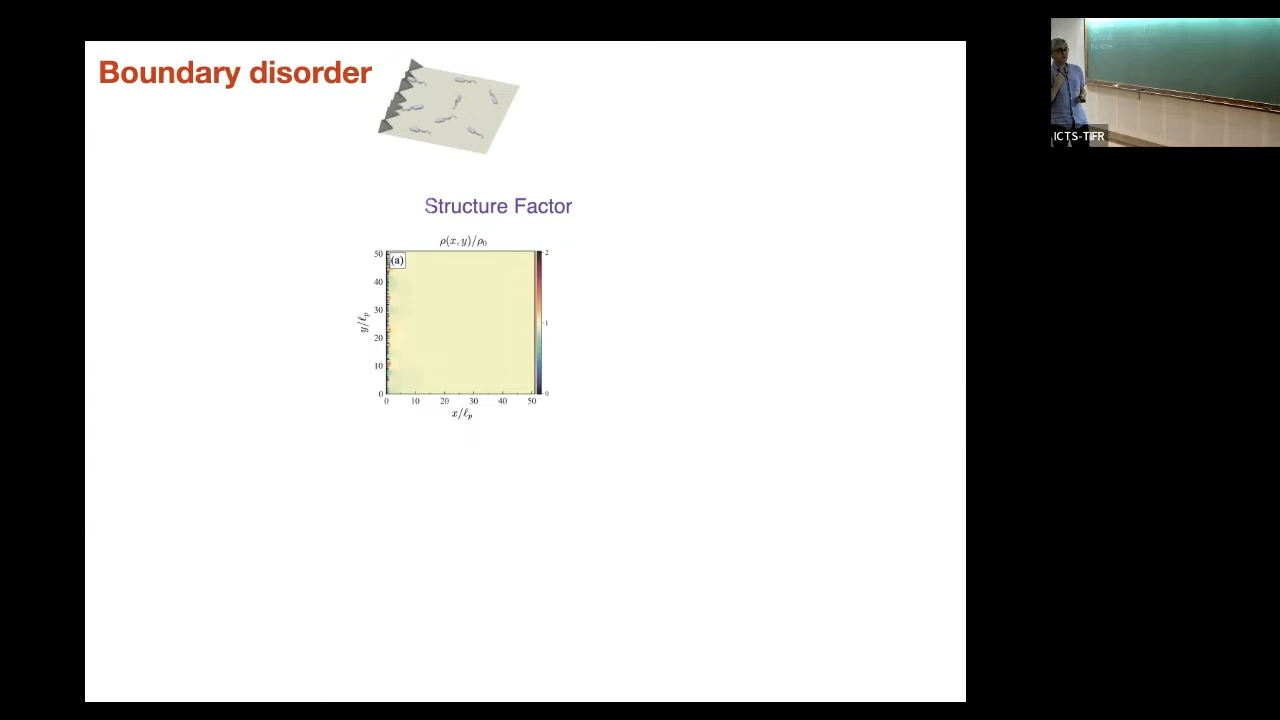 Boundary disorder
Structure Factor
ρ(x, y)/ρ₀
(a)
50
40
30
20
10
0
y/ℓₚ
0 10 20 30 40 50
x/ℓₚ
2
1
0
ICTS-TIFR